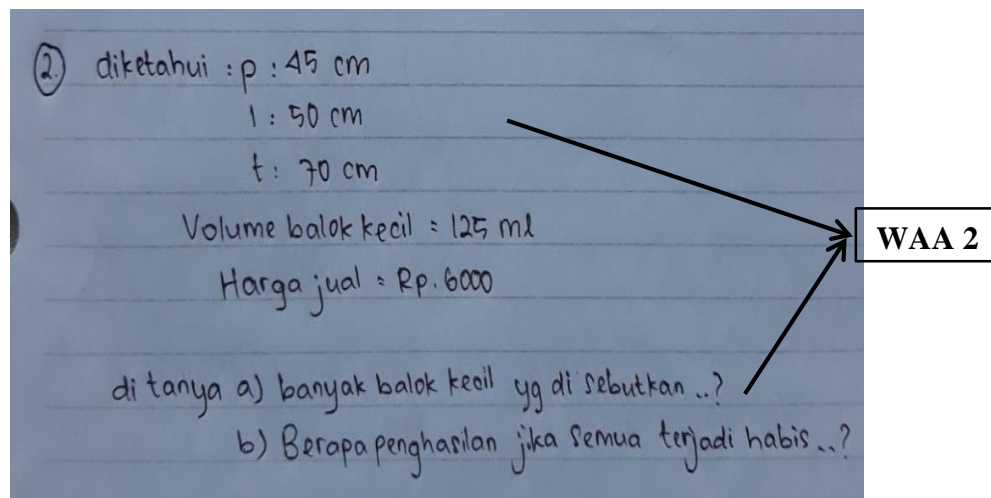 2. diketahui : p : 45 cm
l : 50 cm
t : 70 cm
Volume balok kecil = 125 ml
Harga jual = Rp. 6000
WAA 2
di tanya a) banyak balok kecil yg di sebutkan ..?
b) Berapa penghasilan jika semua terjadi habis ..?